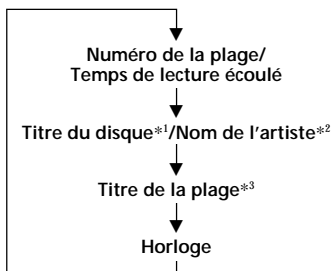 Numéro de la plage/
Temps de lecture écoulé
Titre du disque*1/Nom de l'artiste*2
Titre de la plage*3
Horloge